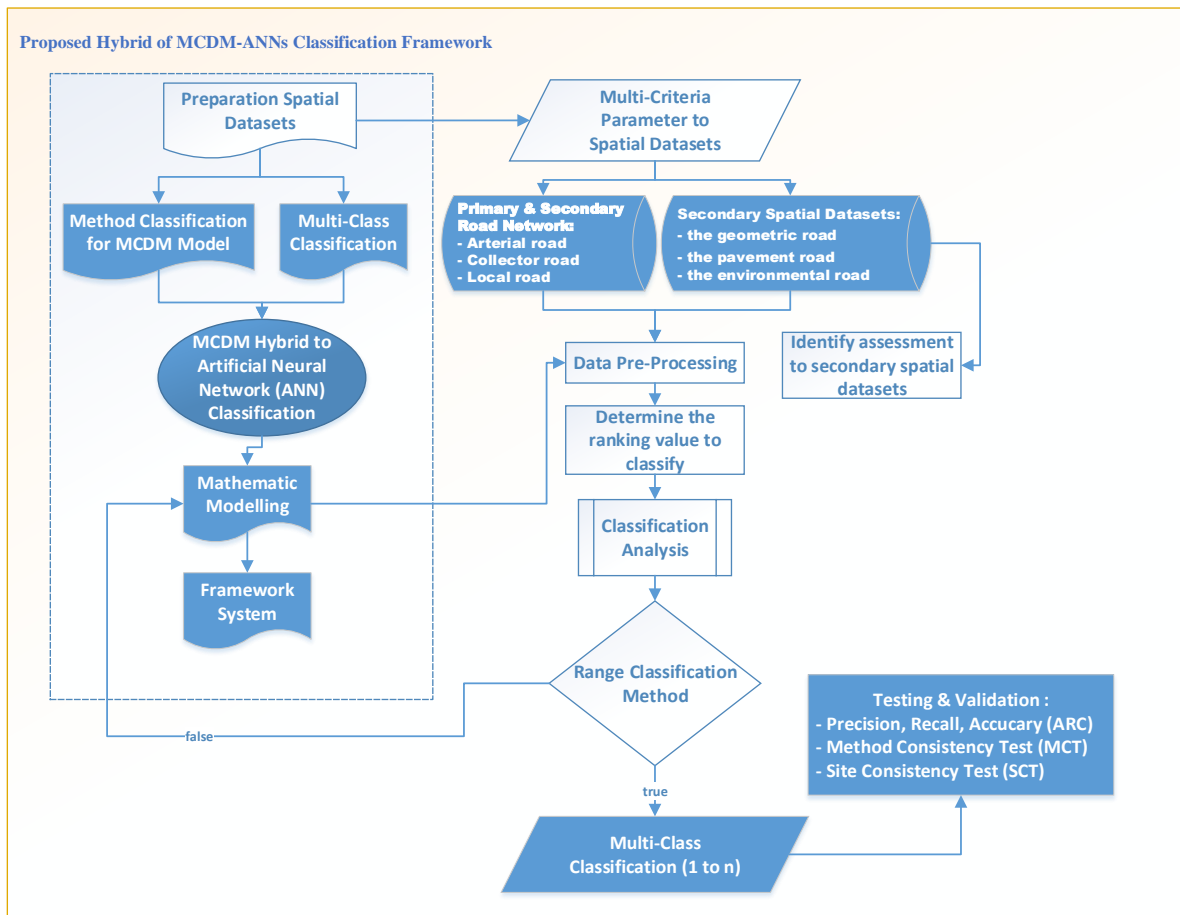 Proposed Hybrid of MCDM-ANNs Classification Framework
Preparation Spatial
Datasets
Multi-Criteria
Parameter to
Spatial Datasets
Method Classification
for MCDM Model
Multi-Class
Classification
Primary & Secondary
Road Network:
- Arterial road
- Collector road
- Local road
Secondary Spatial Datasets:
- the geometric road
- the pavement road
- the environmental road
MCDM Hybrid to
Artificial Neural
Network (ANN)
Classification
Data Pre-Processing
Identify assessment
to secondary spatial
datasets
Determine the
ranking value to
classify
Mathematic
Modelling
Classification
Analysis
Framework
System
Range Classification
Method
false
true
Testing & Validation :
- Precision, Recall, Accucary (ARC)
- Method Consistency Test (MCT)
- Site Consistency Test (SCT)
Multi-Class
Classification (1 to n)